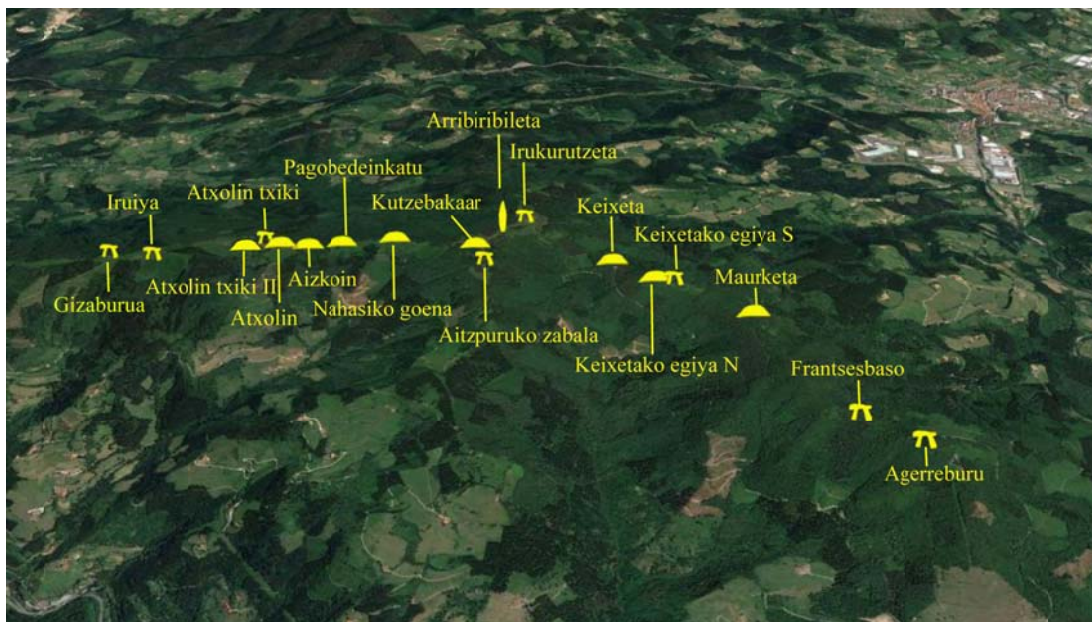 Arribiribileta
Irukurutzeta
Pagobedeinkatu
Atxolin txiki
Iruiya
Kutzebakaar
Keixeta
Keixetako egiya S
Maurketa
Gizaburua
Atxolin txiki II
Aizkoin
Nahasiko goena
Atxolin
Aitzpuruko zabala
Keixetako egiya N
Frantsesbaso
Agerreburu